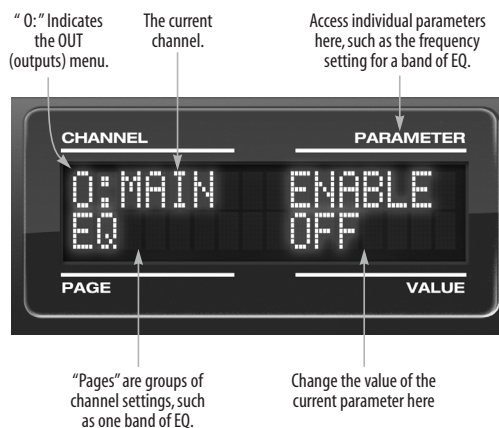 “ O:” Indicates
the OUT
(outputs) menu.
The current
channel.
Access individual parameters
here, such as the frequency
setting for a band of EQ.
CHANNEL
PARAMETER
O:MAIN
ENABLE
EQ
OFF
PAGE
VALUE
“Pages” are groups of
channel settings, such
as one band of EQ.
Change the value of the
current parameter here